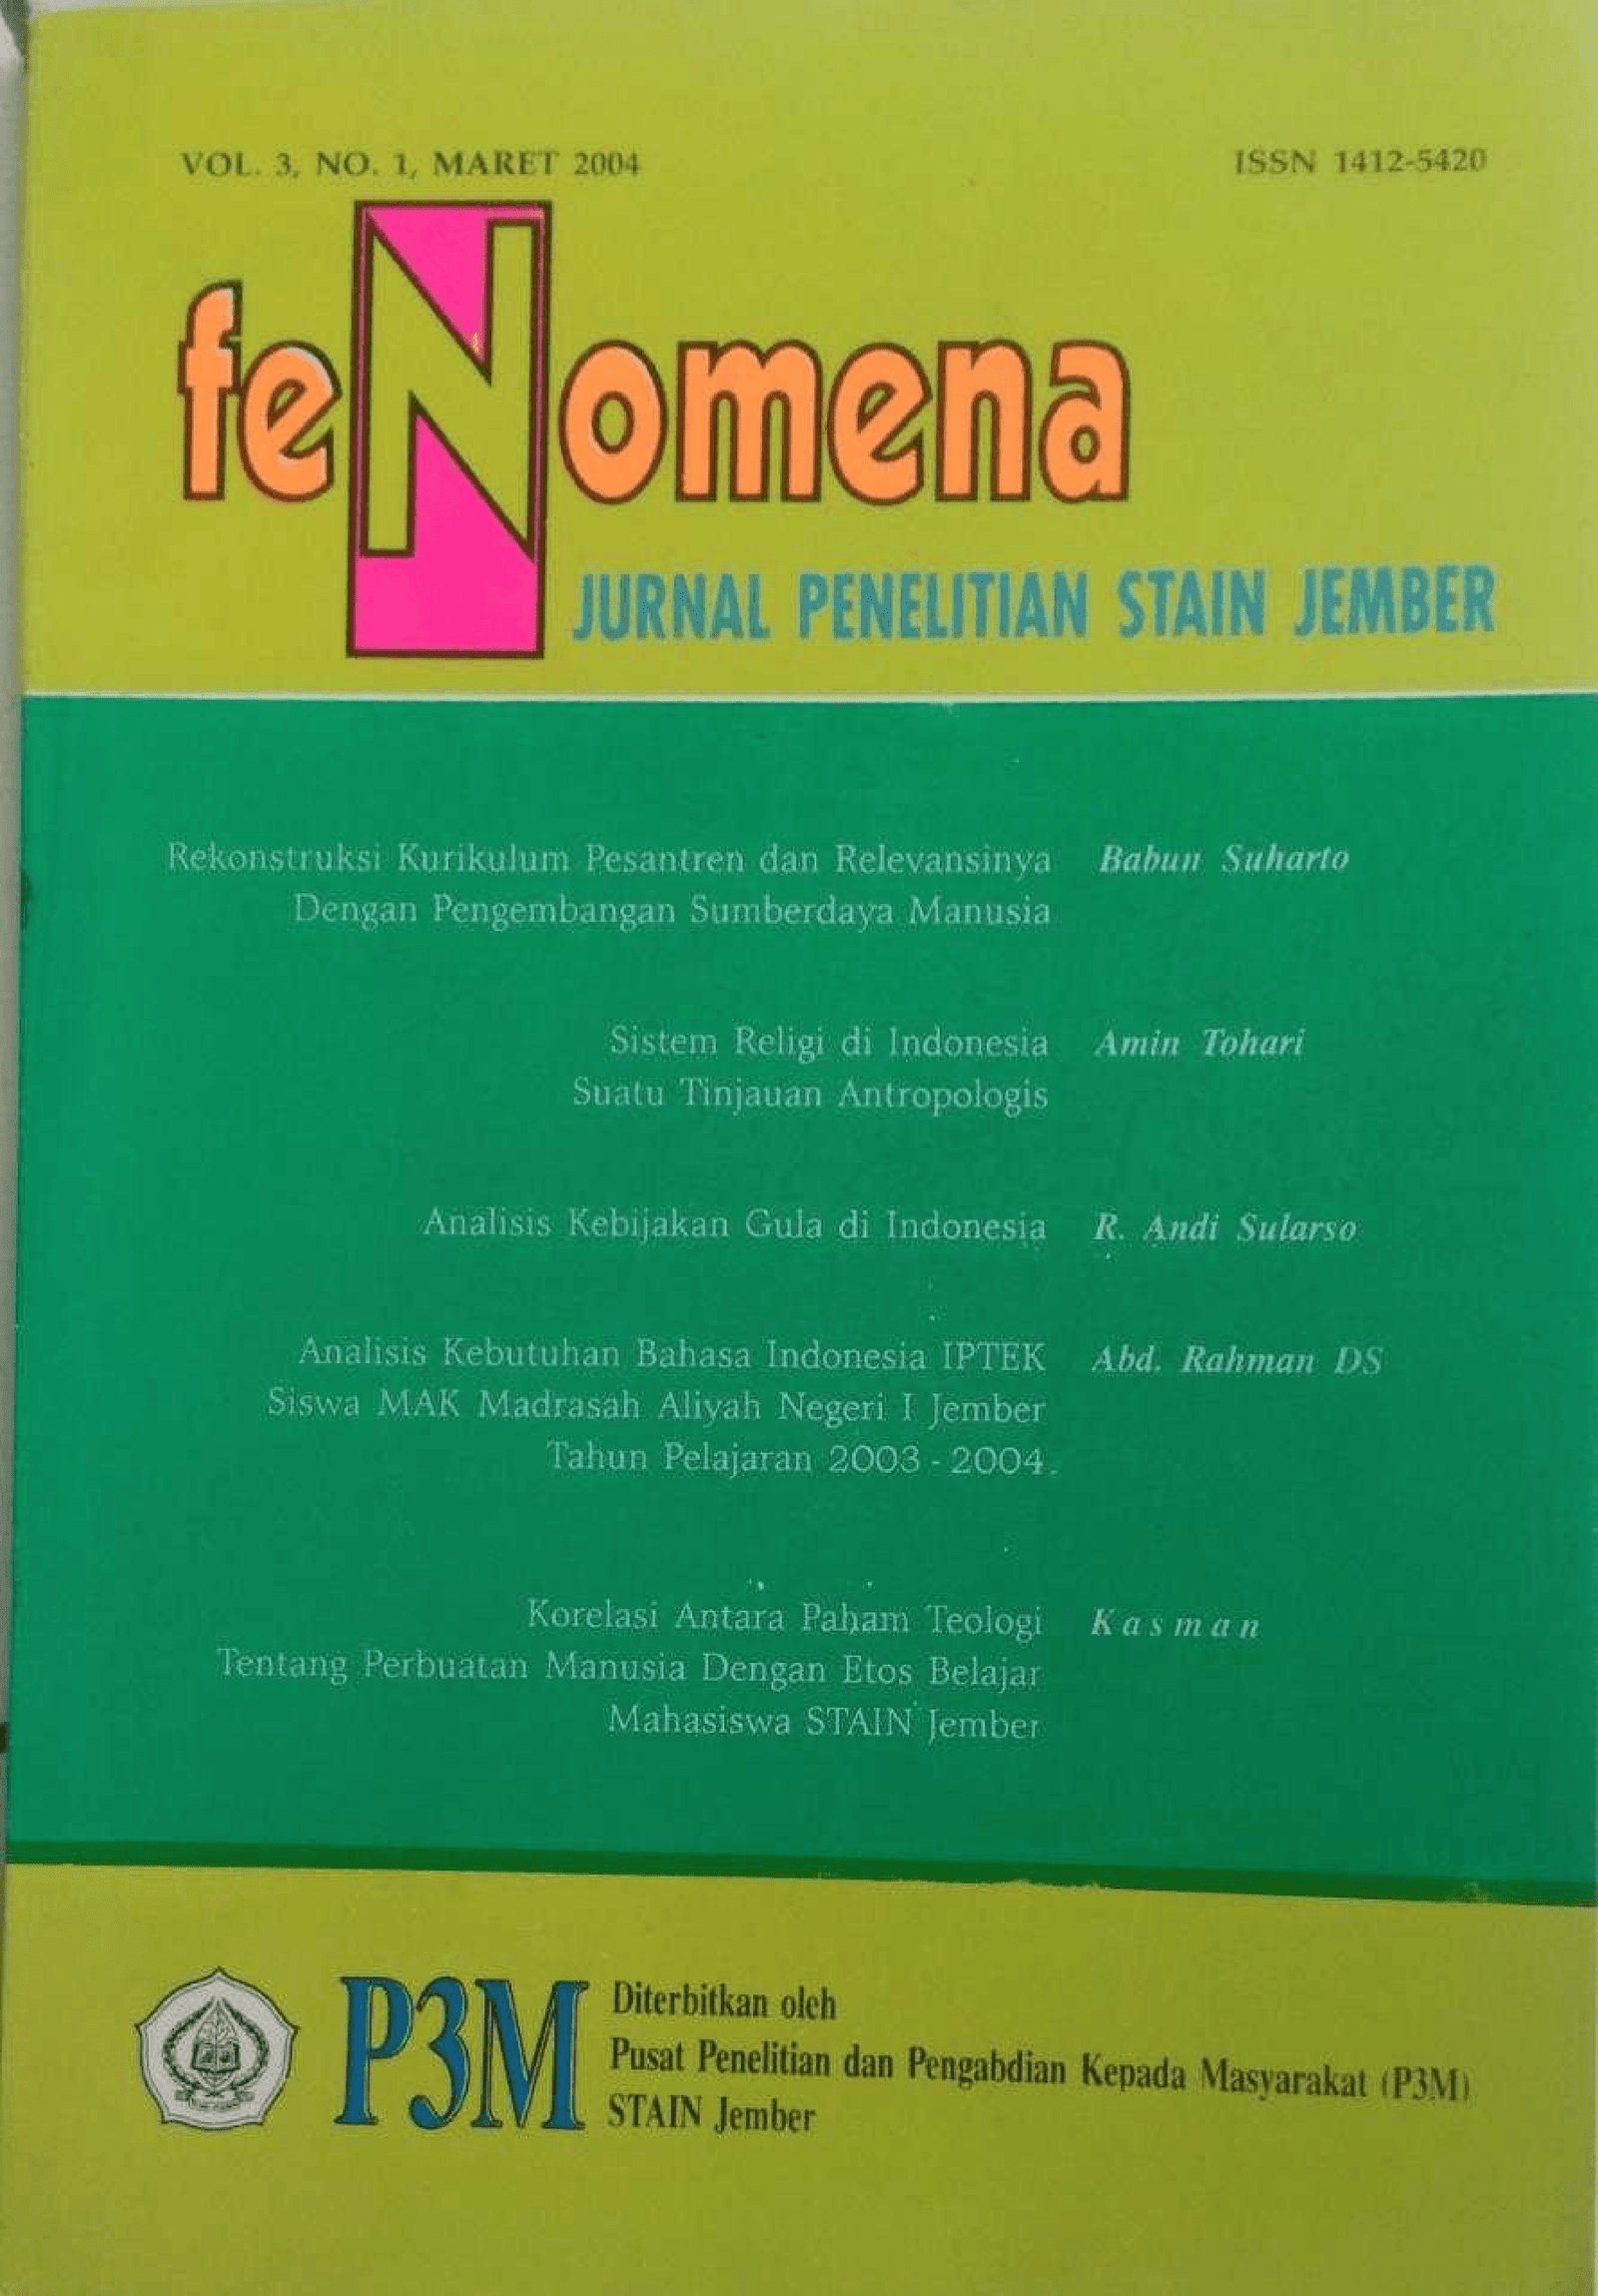 VOL. 3, NO. 1, MARET 2004
ISSN 1412-5420
feNomena
JURNAL PENELITIAN STAIN JEMBER
Rekonstruksi Kurikulum Pesantren dan Relevansinya Babun Suharto
Dengan Pengembangan Sumberdaya Manusia
Sistem Religi di Indonesia Amin Tohari
Suatu Tinjauan Antropologis
Analisis Kebijakan Gula di Indonesia R. Andi Sularso
Analisis Kebutuhan Bahasa Indonesia IPTEK Abd. Rahman DS
Siswa MAK Madrasah Aliyah Negeri I Jember
Tahun Pelajaran 2003 - 2004
Korelasi Antara Paham Teologi Kasman
Tentang Perbuatan Manusia Dengan Etos Belajar
Mahasiswa STAIN Jember
P3M
Diterbitkan oleh
Pusat Penelitian dan Pengabdian Kepada Masyarakat (P3M)
STAIN Jember